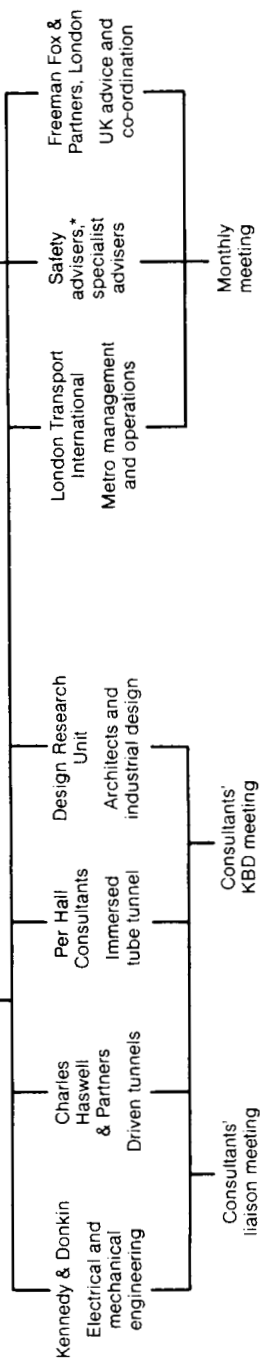 Kennedy & Donkin
Electrical and
mechanical
engineering
Charles
Haswell
& Partners
Driven tunnels
Per Hall
Consultants
Immersed
tube tunnel
Design Research
Unit
Architects and
industrial design
London Transport
International
Metro management
and operations
Safety
advisers,*
specialist
advisers
Freeman Fox &
Partners, London
UK advice and
co-ordination
Consultants'
liaison meeting
Consultants'
KBD meeting
Monthly
meeting